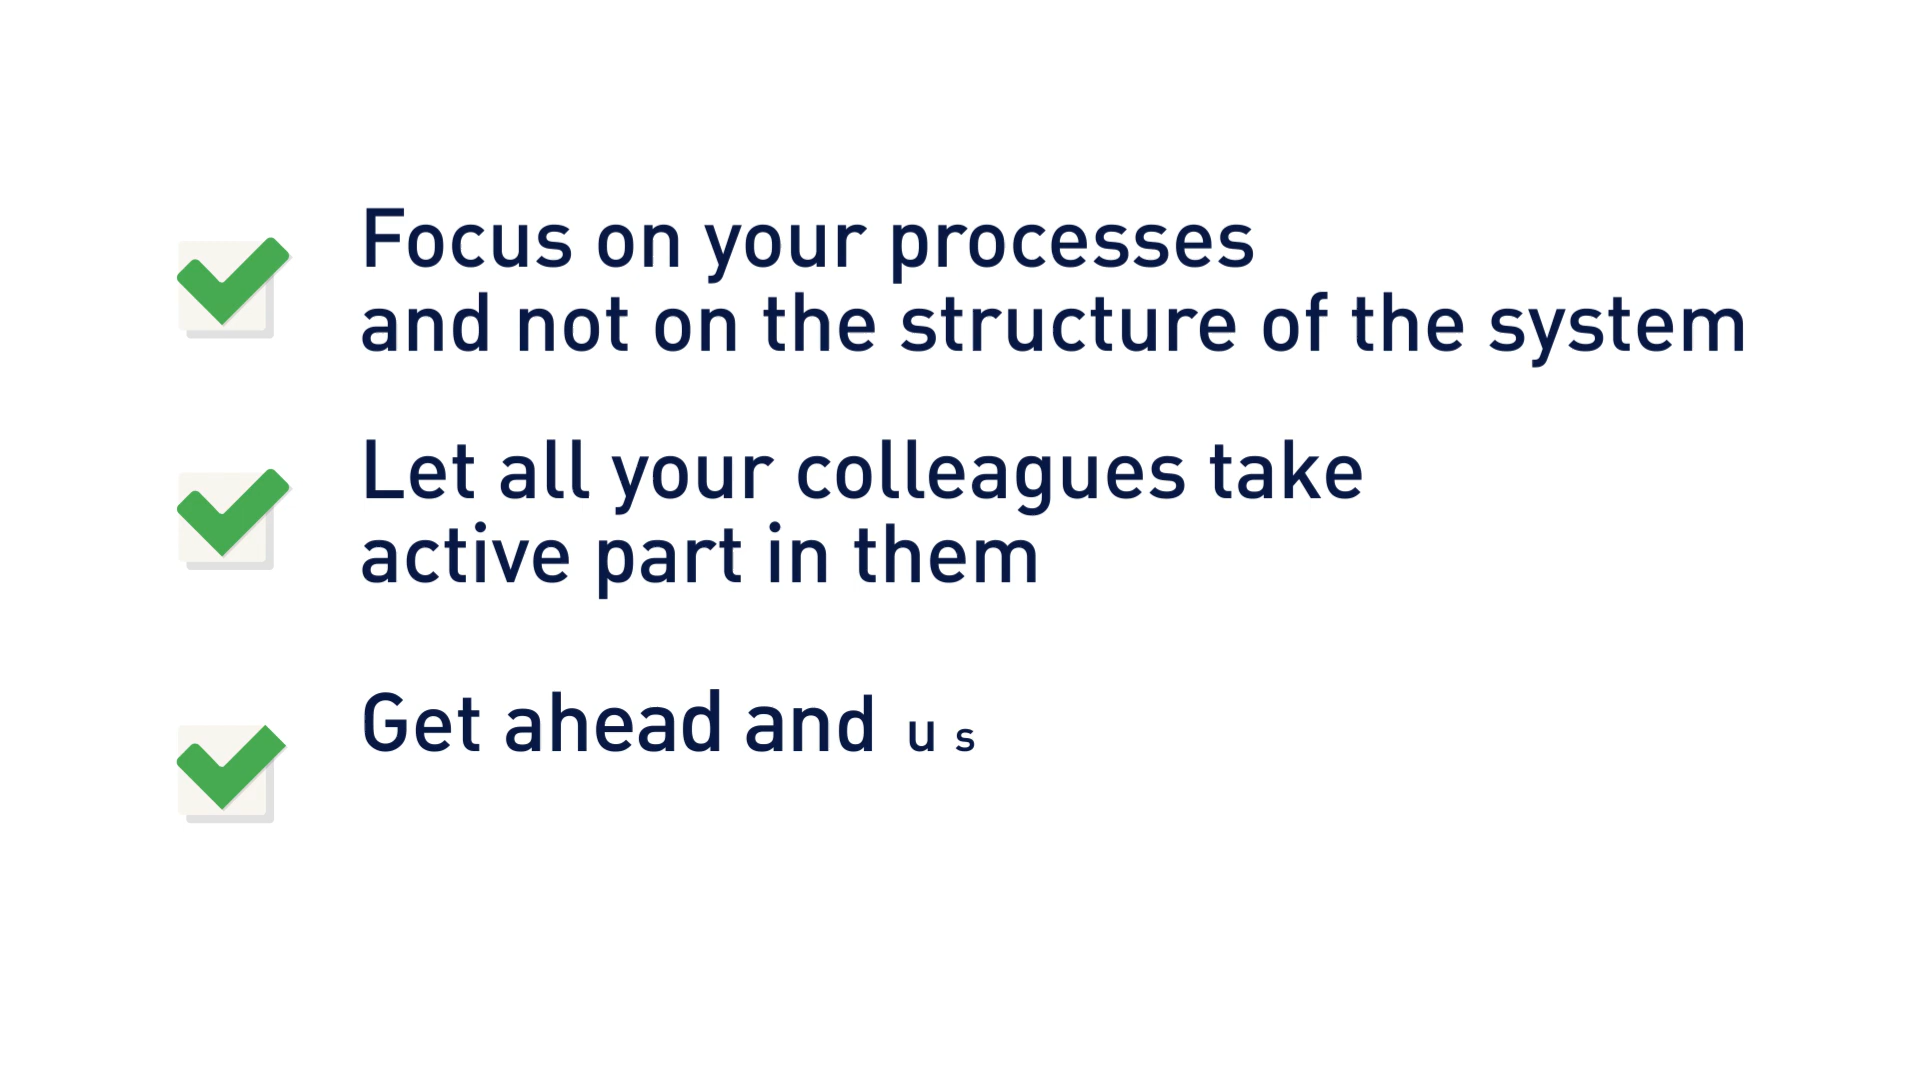 Focus on your processes
and not on the structure of the system
Let all your colleagues take
active part in them
Get ahead and us